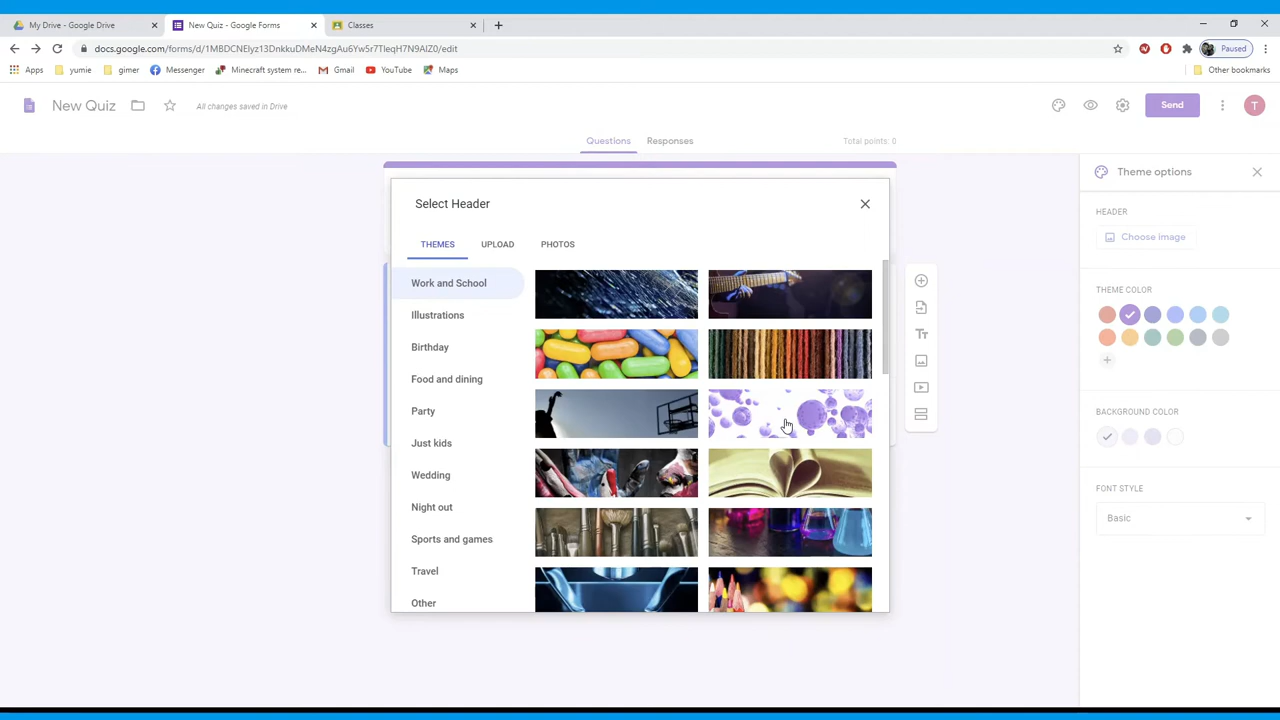 My Drive - Google Drive
New Quiz - Google Forms
Classes
docs.google.com/forms/d/1MBDCNEIyz13DnkkuDMeN4zgAu6Yw5r7TleqH7N9AIZ0/edit
Paused
Apps
yumie
gimer
Messenger
Minecraft system re...
Gmail
YouTube
Maps
Other bookmarks
New Quiz
All changes saved in Drive
Send
T
Questions
Responses
Total points: 0
Theme options
Select Header
HEADER
Choose image
THEMES
UPLOAD
PHOTOS
Work and School
Illustrations
Birthday
Food and dining
Party
Just kids
Wedding
Night out
Sports and games
Travel
Other
Tт
THEME COLOR
BACKGROUND COLOR
FONT STYLE
Basic